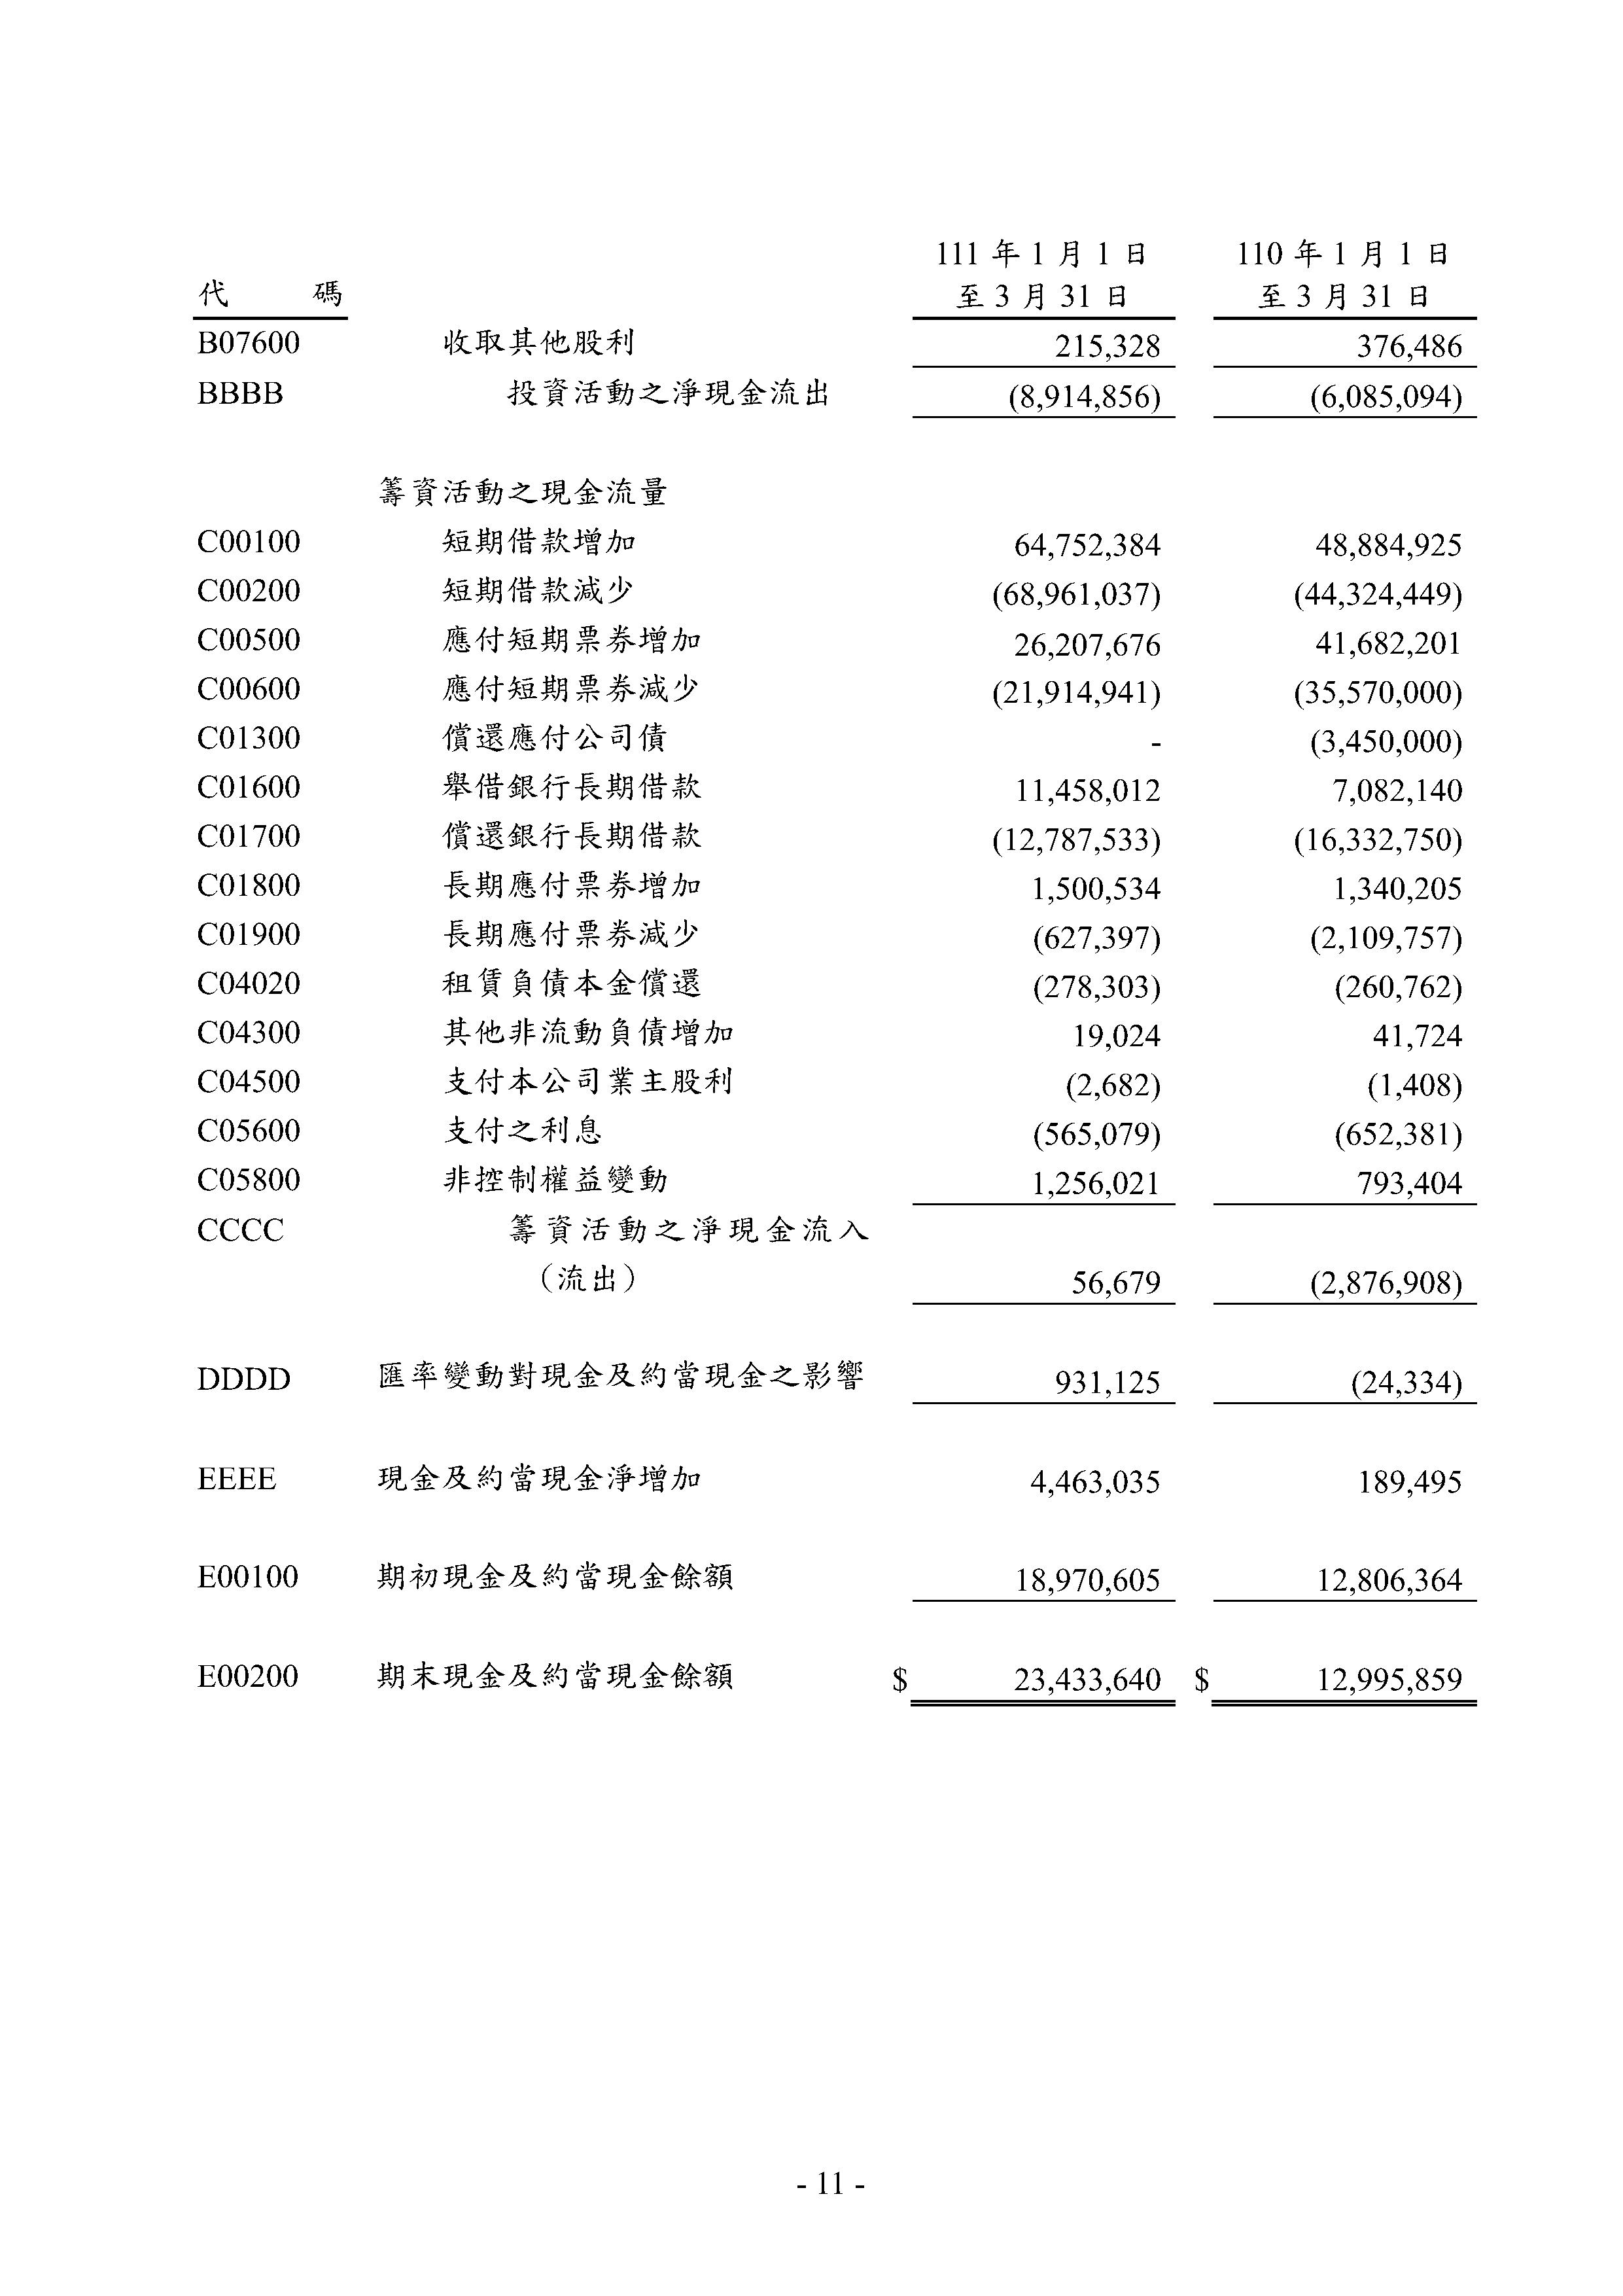 111 年 1 月 1 日 110 年 1 月 1 日
代 碼 至 3 月 31 日 至 3 月 31 日
B07600 收取其他股利 215,328 376,486
BBBB 投資活動之淨現金流出 (8,914,856) (6,085,094)
籌資活動之現金流量
C00100 短期借款增加 64,752,384 48,884,925
C00200 短期借款減少 (68,961,037) (44,324,449)
C00500 應付短期票券增加 26,207,676 41,682,201
C00600 應付短期票券減少 (21,914,941) (35,570,000)
C01300 償還應付公司債 - (3,450,000)
C01600 舉借銀行長期借款 11,458,012 7,082,140
C01700 償還銀行長期借款 (12,787,533) (16,332,750)
C01800 長期應付票券增加 1,500,534 1,340,205
C01900 長期應付票券減少 (627,397) (2,109,757)
C04020 租賃負債本金償還 (278,303) (260,762)
C04300 其他非流動負債增加 19,024 41,724
C04500 支付本公司業主股利 (2,682) (1,408)
C05600 支付之利息 (565,079) (652,381)
C05800 非控制權益變動 1,256,021 793,404
CCCC 籌資活動之淨現金流入
（流出） 56,679 (2,876,908)
DDDD 匯率變動對現金及約當現金之影響 931,125 (24,334)
EEEE 現金及約當現金淨增加 4,463,035 189,495
E00100 期初現金及約當現金餘額 18,970,605 12,806,364
E00200 期末現金及約當現金餘額 $ 23,433,640 $ 12,995,859
- 11 -